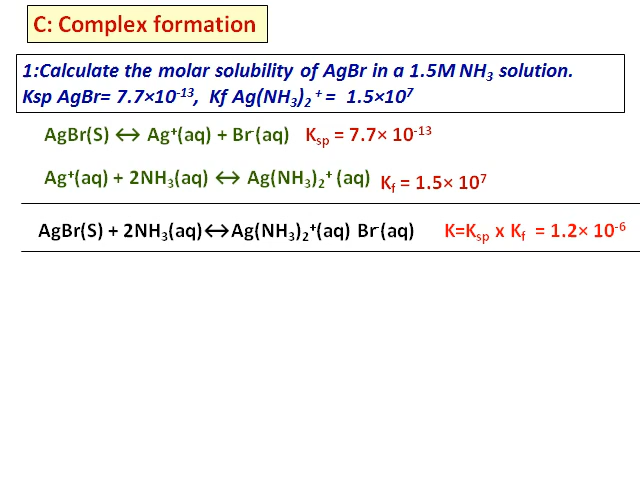 C: Complex formation
1:Calculate the molar solubility of AgBr in a 1.5M NH₃ solution.
Ksp AgBr= 7.7×10⁻¹³, Kf Ag(NH₃)₂ ⁺ = 1.5×10⁷
AgBr(S) ↔ Ag⁺(aq) + Br⁻(aq) Kₛₚ = 7.7× 10⁻¹³
Ag⁺(aq) + 2NH₃(aq) ↔ Ag(NH₃)₂⁺ (aq) K_f = 1.5× 10⁷
AgBr(S) + 2NH₃(aq)↔Ag(NH₃)₂⁺(aq) Br⁻(aq) K=Kₛₚ x K_f = 1.2× 10⁻⁶